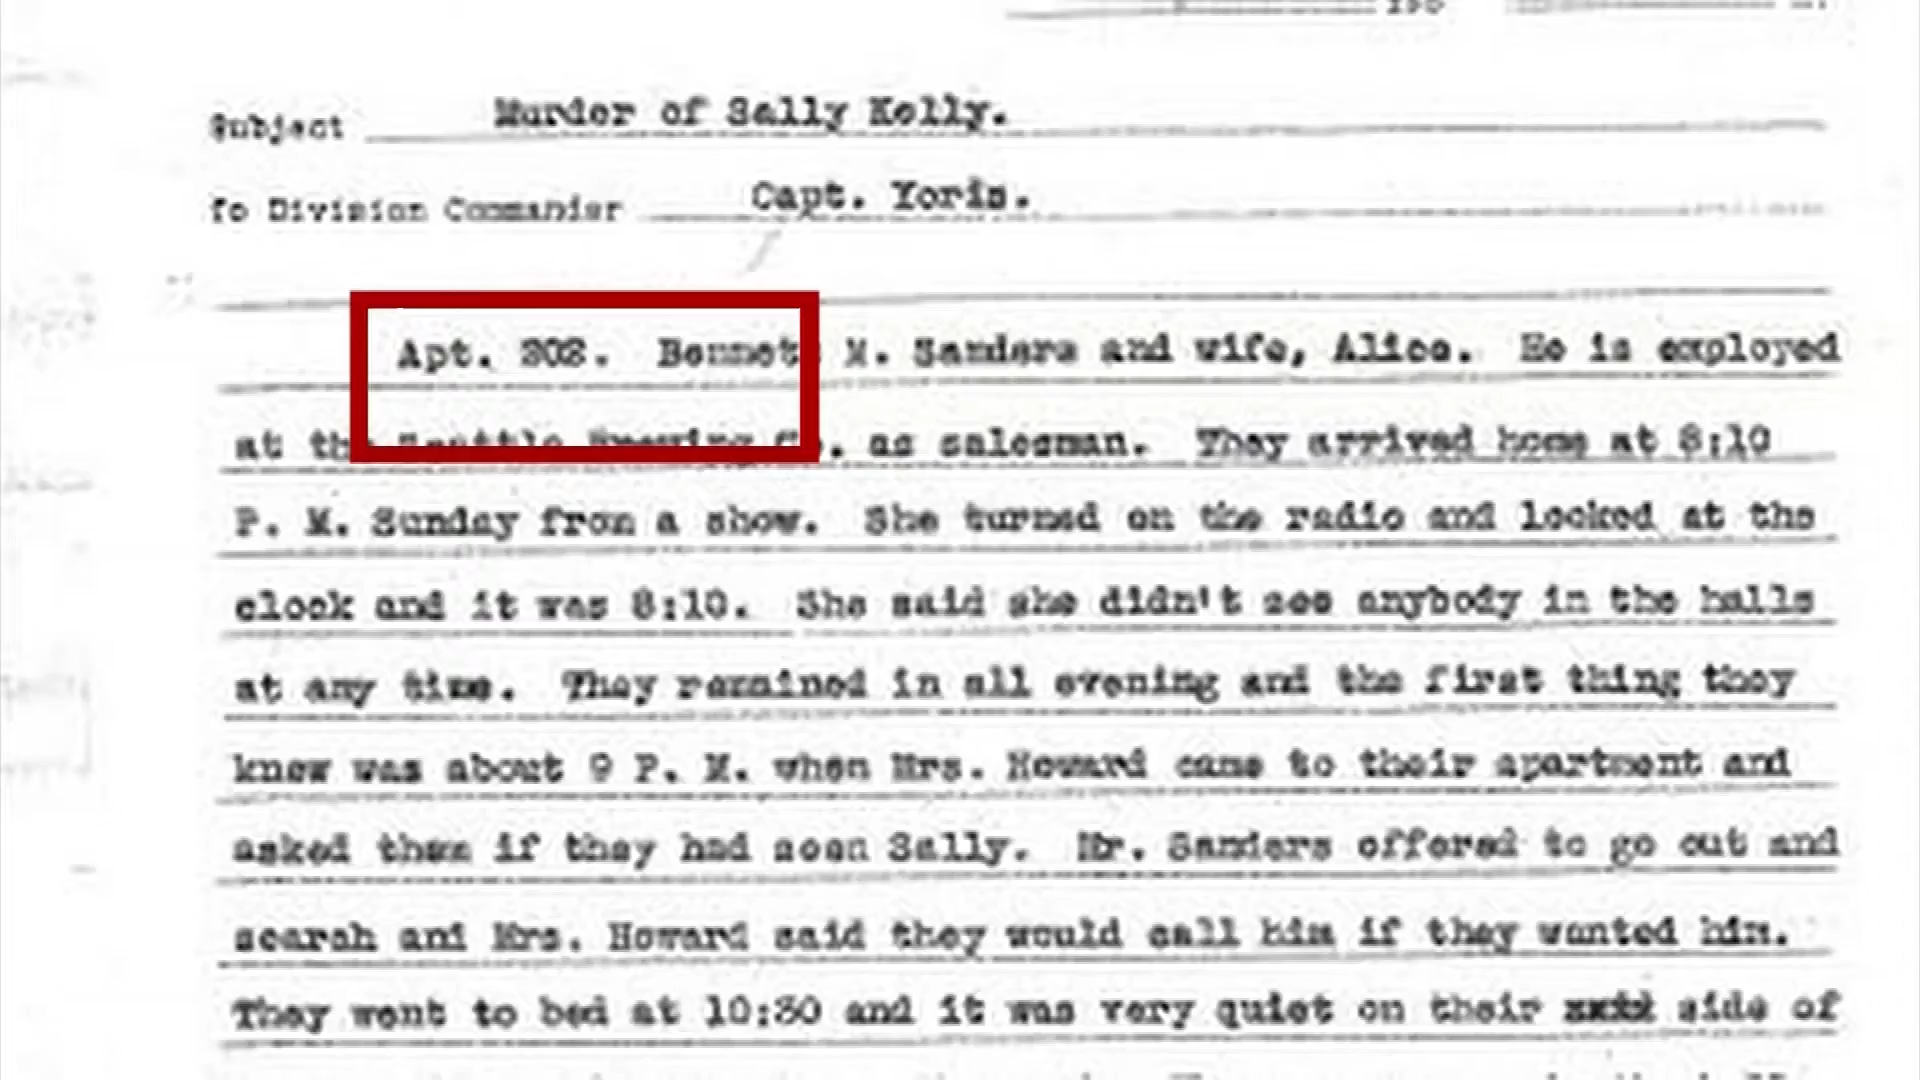 Subject Murder of Sally Kelly.
To Division Commander Capt. Yoris.
Apt. 302. Bennet M. Sanders and wife, Alice. He is employed
at the Seattle Brewing Co. as salesman. They arrived home at 8:10
P. M. Sunday from a show. She turned on the radio and looked at the
clock and it was 8:10. She said she didn't see anybody in the halls
at any time. They remained in all evening and the first thing they
knew was about 9 P. M. when Mrs. Howard came to their apartment and
asked them if they had seen Sally. Mr. Sanders offered to go out and
search and Mrs. Howard said they would call him if they wanted him.
They went to bed at 10:30 and it was very quiet on their side of